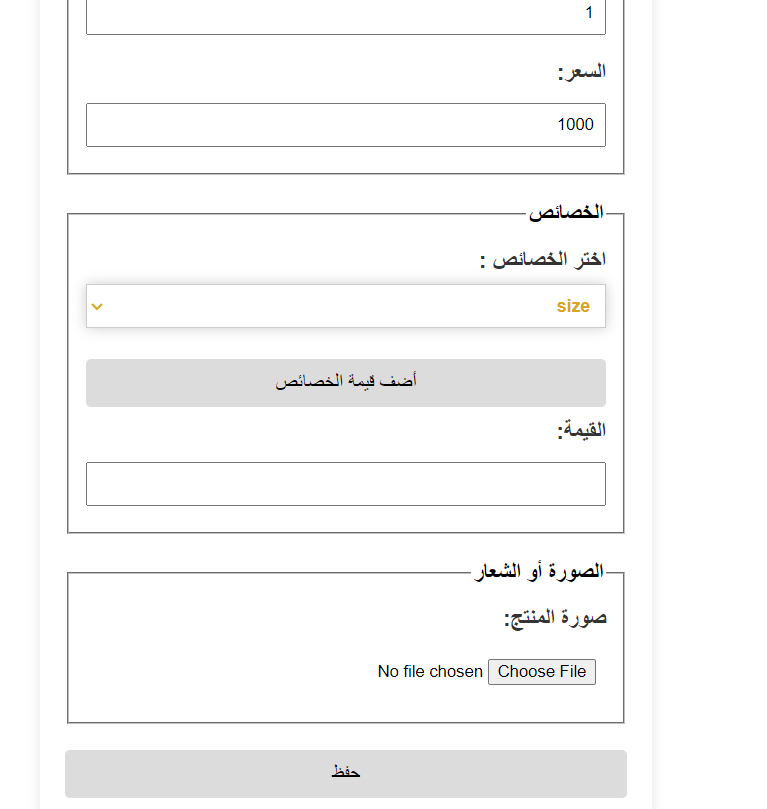 1
السعر:
1000
الخصائص
اختر الخصائص :
size
أضف قيمة الخصائص
القيمة:
الصورة أو الشعار
صورة المنتج:
Choose File No file chosen
حفظ